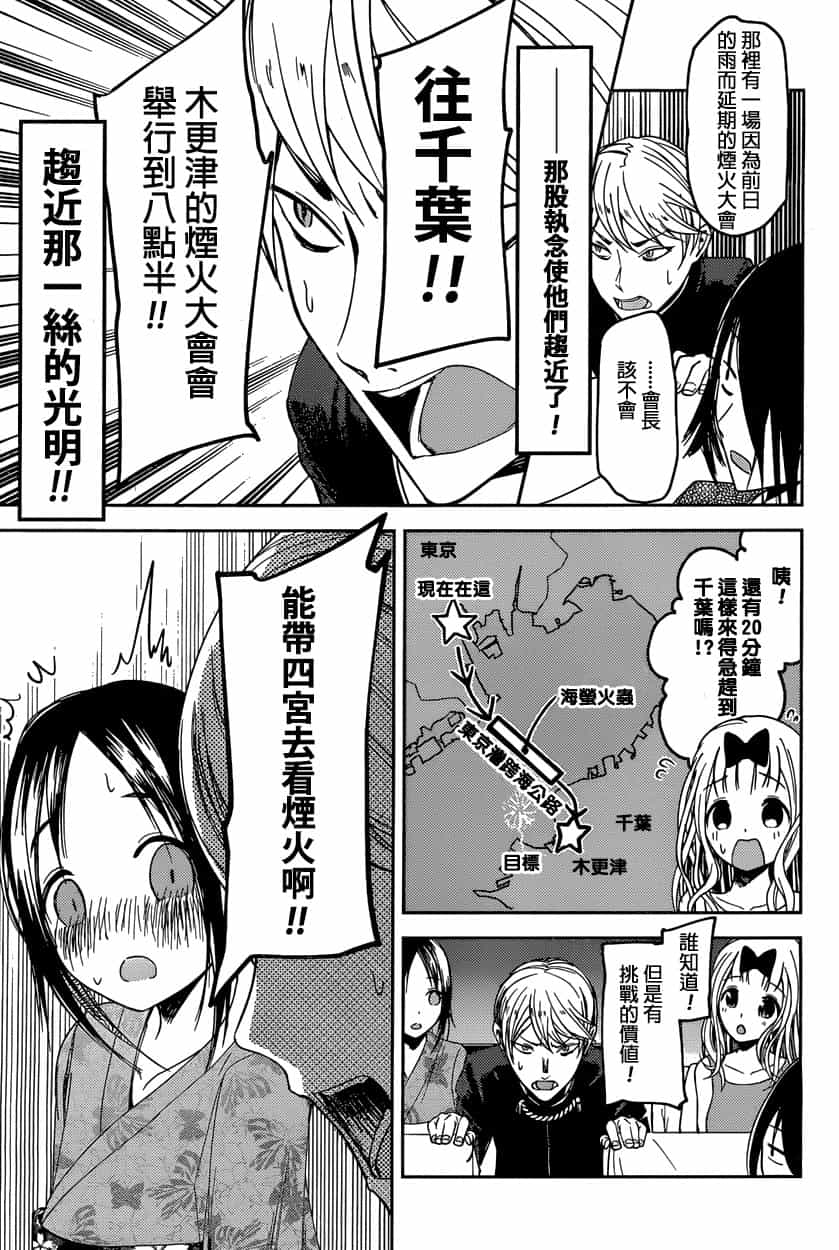 那裡有一場因為前日
的雨而延期的煙火大會
……會長
該不會
——那股執念使他們趨近了！
往千葉!!
木更津的煙火大會會
舉行到八點半!!
趨近那一絲的光明!!
咦！
還有20分鐘
這樣來得急趕到
千葉嗎!?
東京
現在在這
海螢火蟲
東京灣跨海公路
千葉
目標
木更津
誰知道！
但是有
挑戰的價值！
能帶四宮去看煙火啊!!